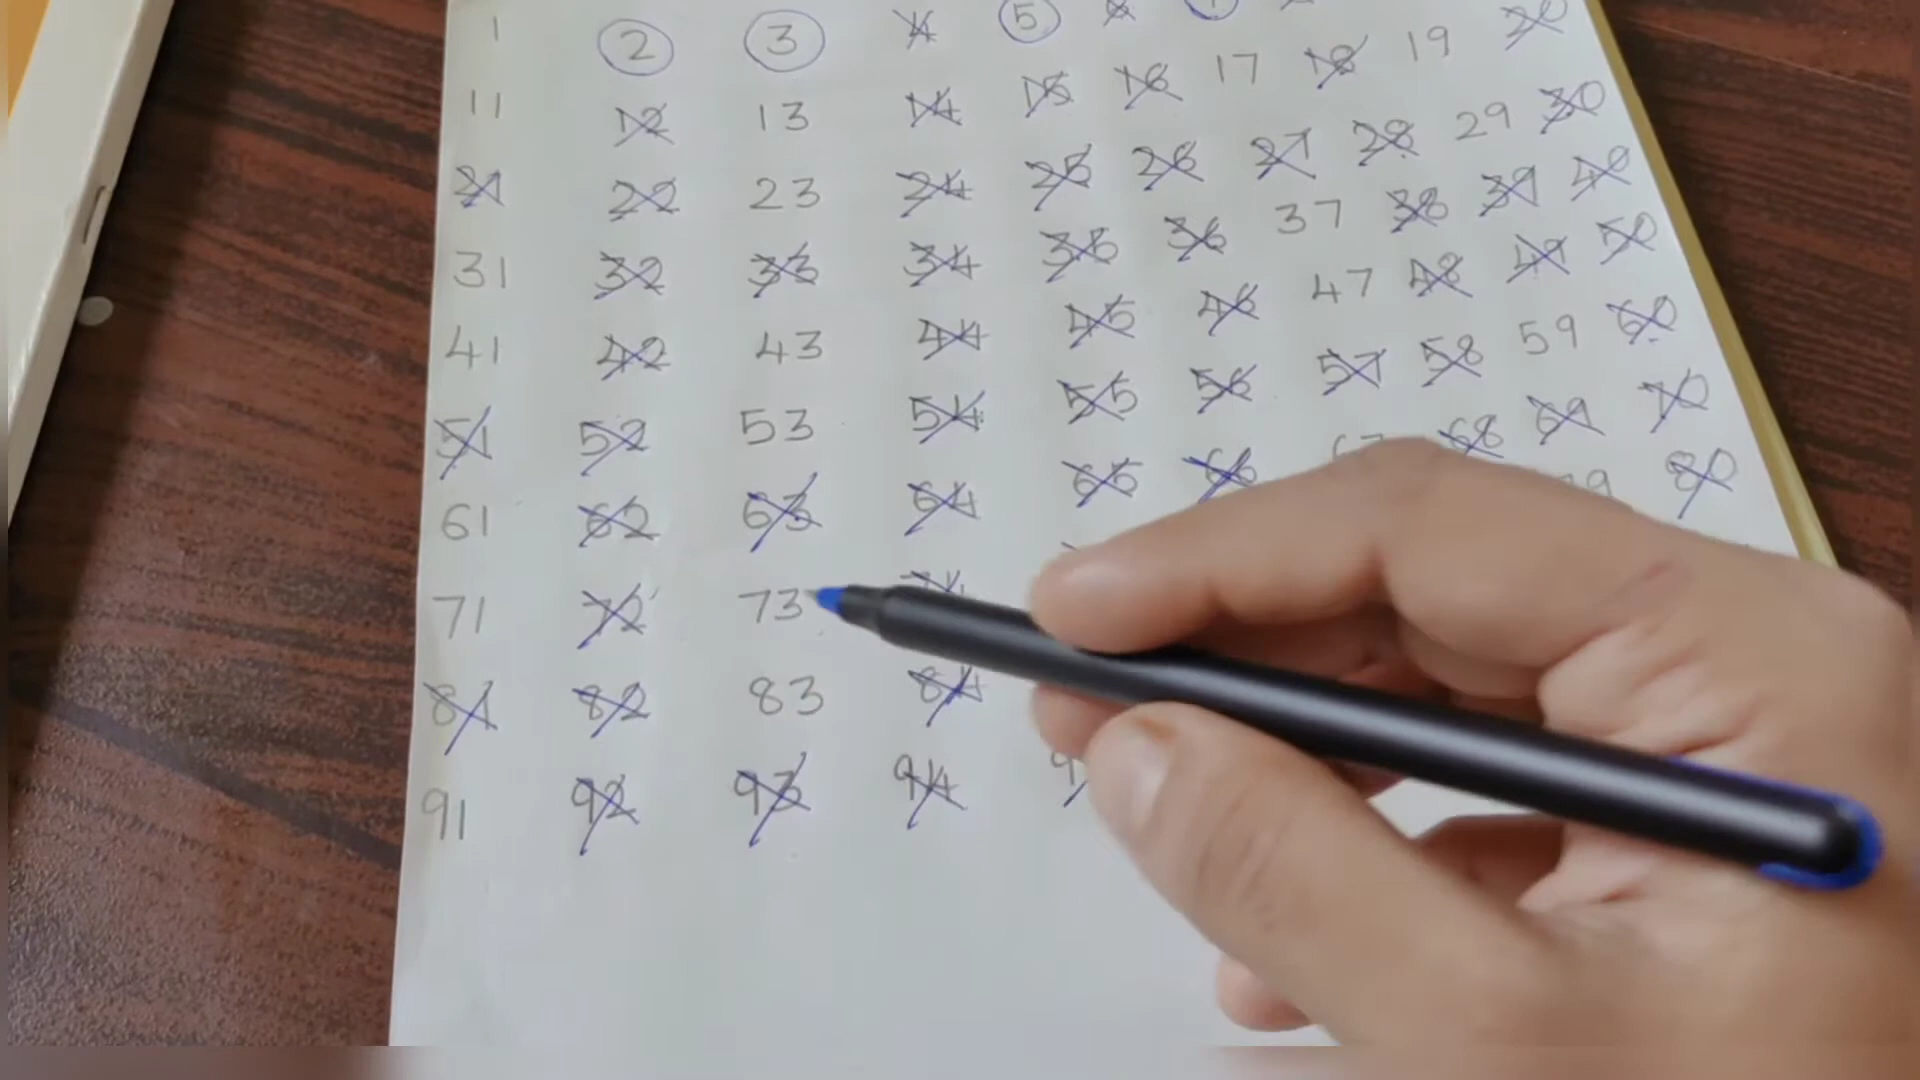 1 2 3 4 5
11 12 13 14 15 16 17 18 19 20
21 22 23 24 25 26 27 28 29 30
31 32 33 34 35 36 37 38 39 40
41 42 43 44 45 46 47 48 49 50
51 52 53 54 55 56 57 58 59 60
61 62 63 64 65 66 68 69 70
71 72 73 80
81 82 83 84
91 92 93 94